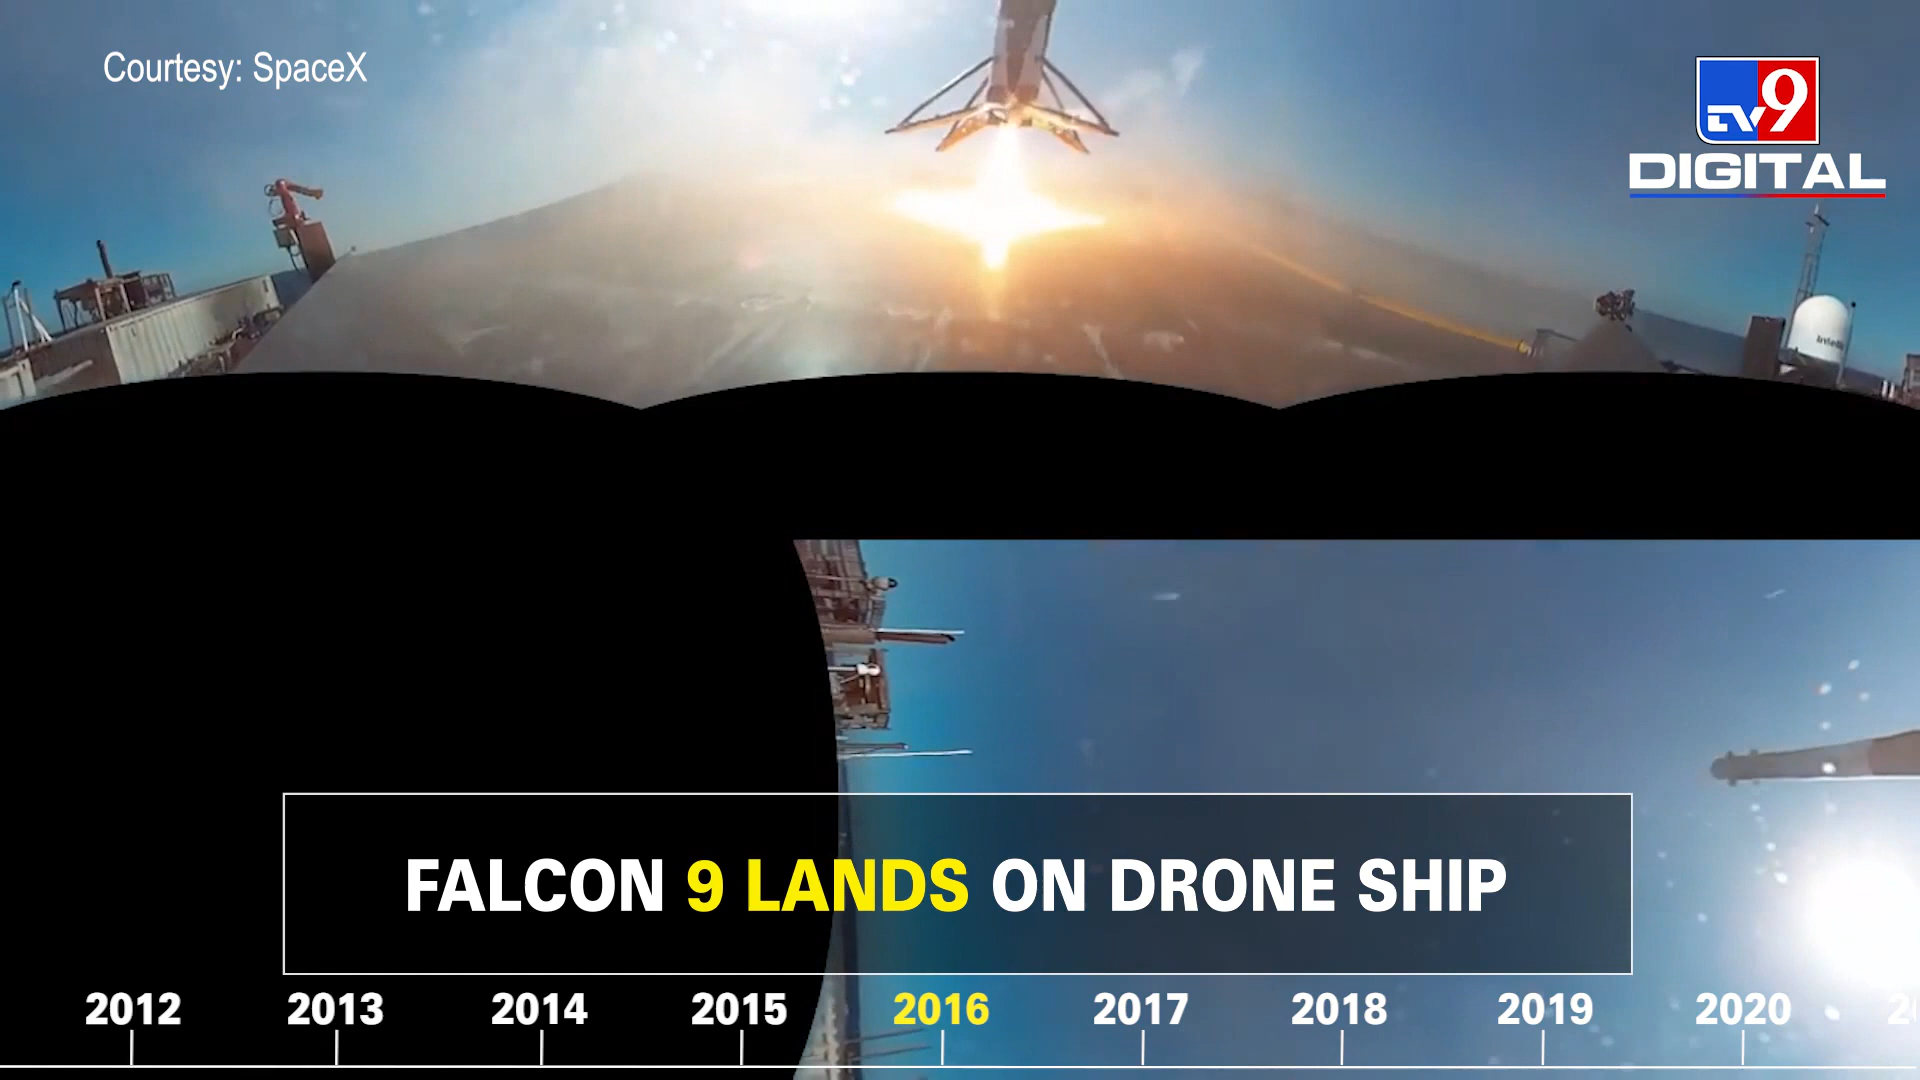 Courtesy: SpaceX
TV9
DIGITAL
FALCON 9 LANDS ON DRONE SHIP
2012 2013 2014 2015 2016 2017 2018 2019 2020